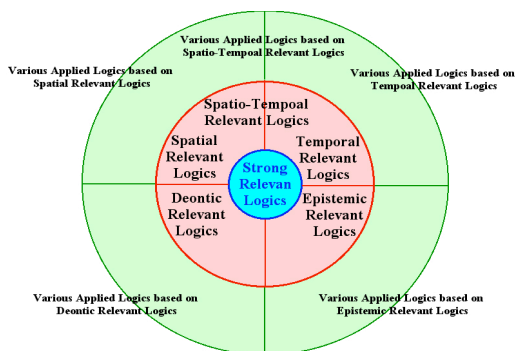 Various Applied Logics based on
Spatio-Tempoal Relevant Logics
Various Applied Logics based on
Spatial Relevant Logics
Various Applied Logics based on
Tempoal Relevant Logics
Spatio-Tempoal
Relevant Logics
Spatial
Relevant
Logics
Temporal
Relevant
Logics
Strong
Relevan
Logics
Deontic
Relevant
Logics
Epistemic
Relevant
Logics
Various Applied Logics based on
Deontic Relevant Logics
Various Applied Logics based on
Epistemic Relevant Logics